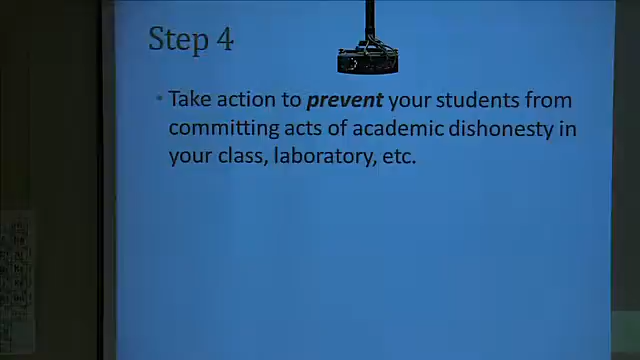 Step 4
• Take action to prevent your students from
committing acts of academic dishonesty in
your class, laboratory, etc.